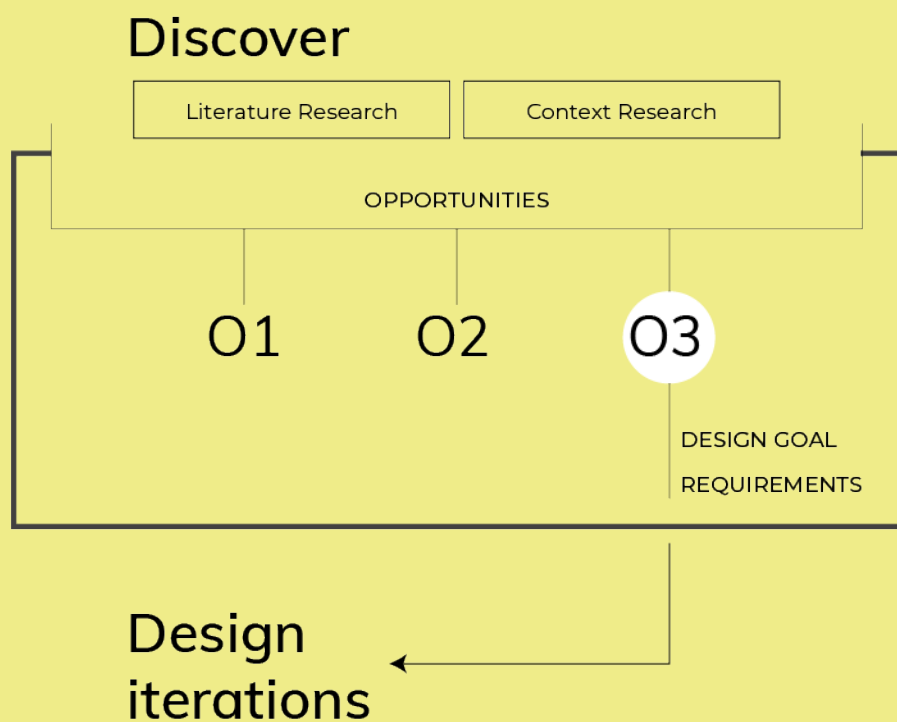 Discover
Literature Research
Context Research
OPPORTUNITIES
O1
O2
O3
DESIGN GOAL
REQUIREMENTS
Design
iterations